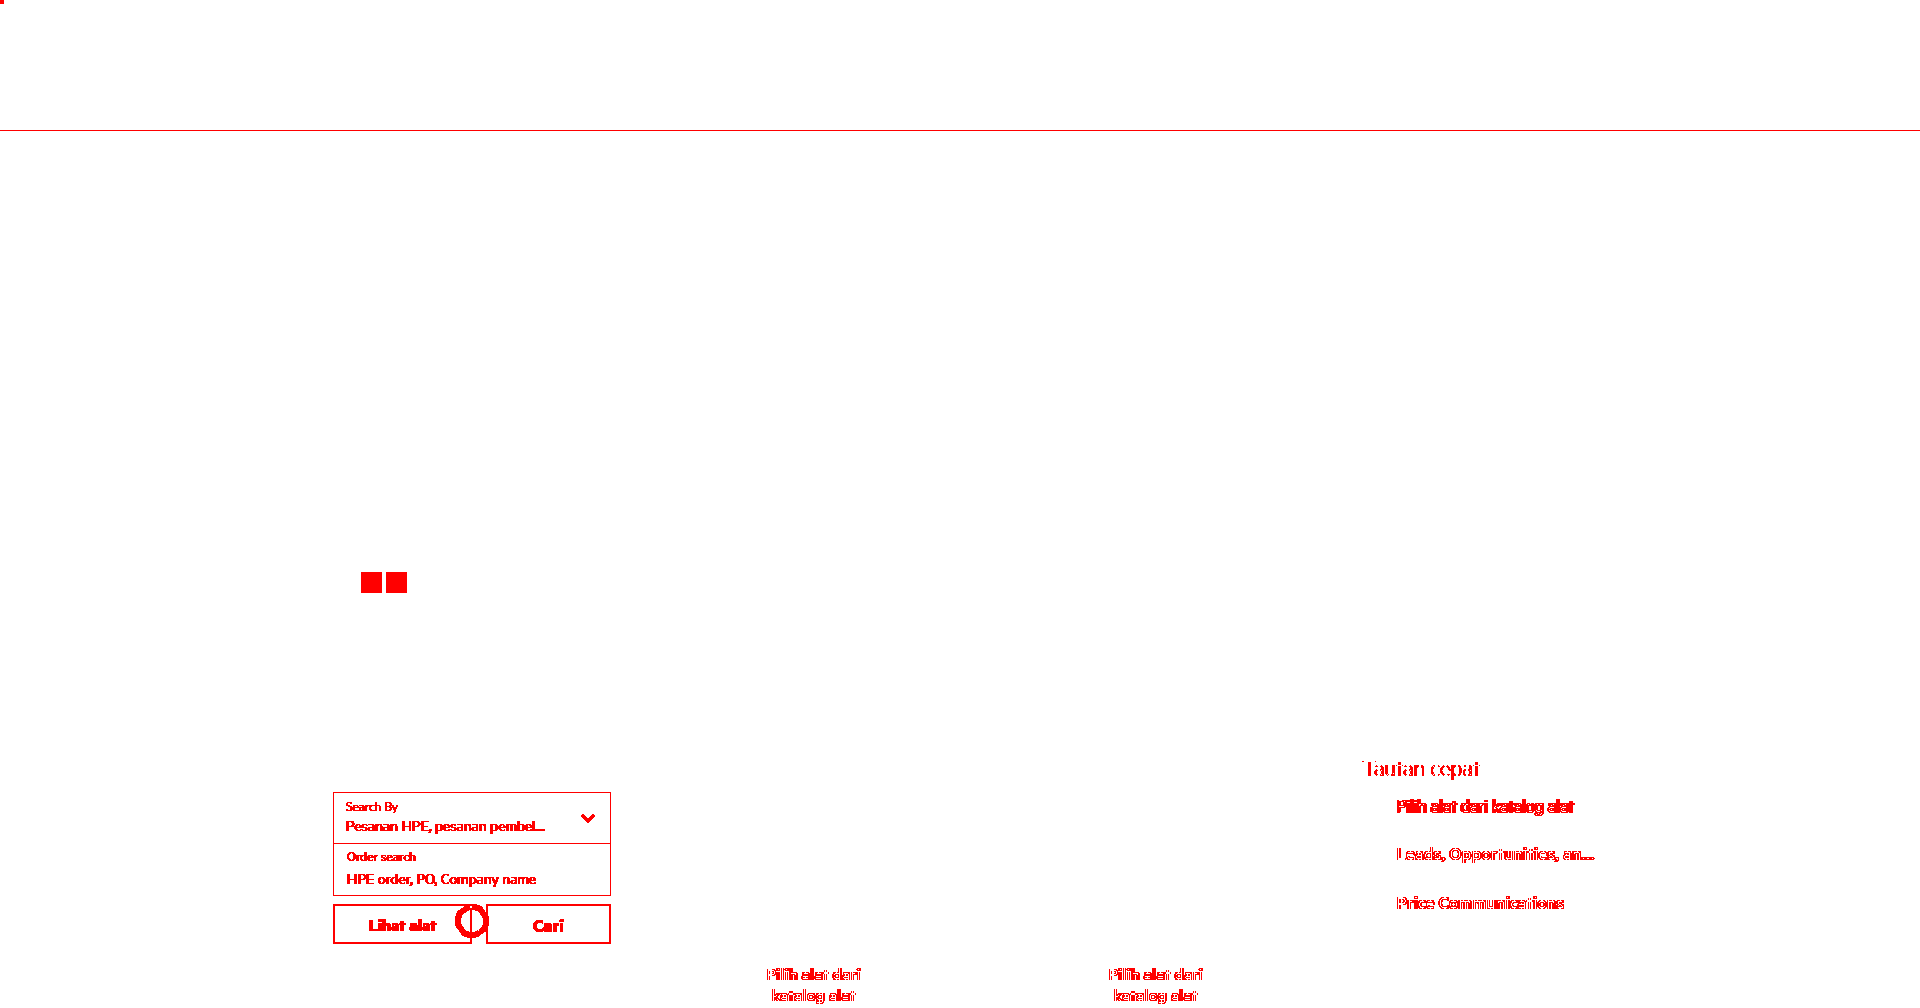 Search By
Pesanan HPE, pesanan pembel...
Order search
HPE order, PO, Company name
Lihat alat
Cari
Pilih alat dari
katalog alat
Pilih alat dari
katalog alat
Tautan cepat
Pilih alat dari katalog alat
Leads, Opportunities, an...
Price Communications